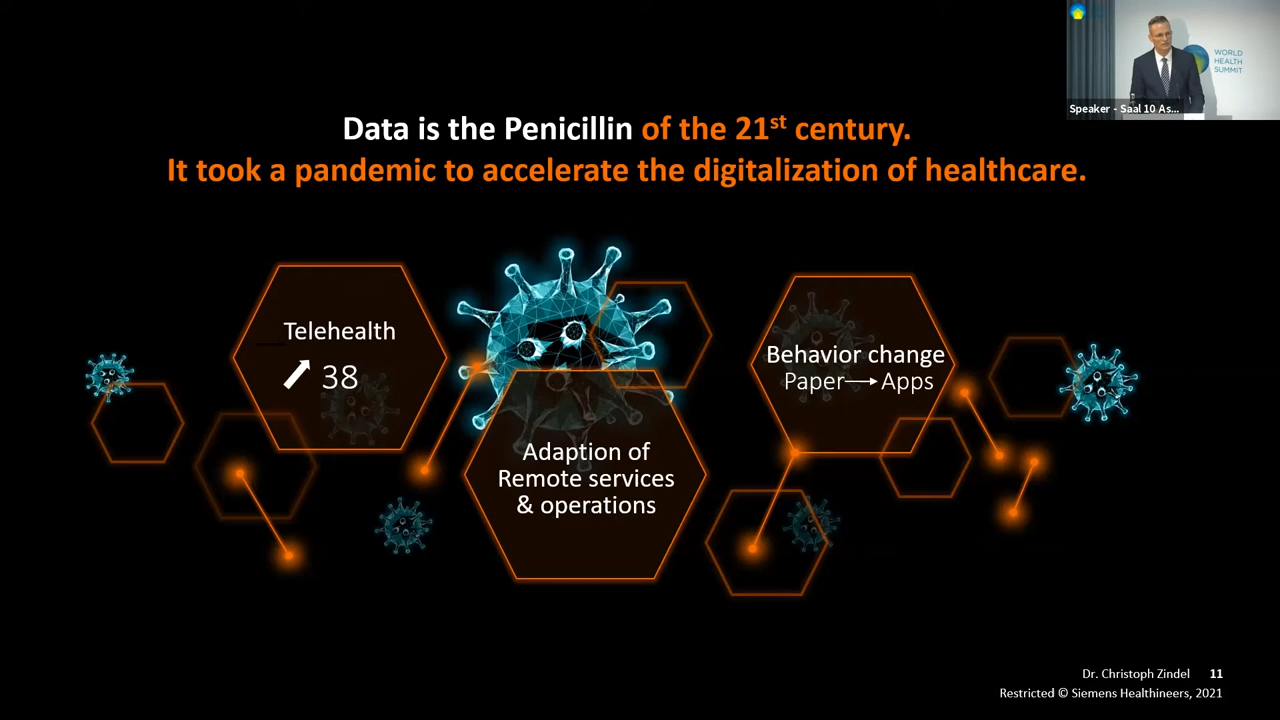 WORLD
HEALTH
SUMMIT
Speaker - Saal 10 As...
Data is the Penicillin of the 21st century.
It took a pandemic to accelerate the digitalization of healthcare.
Telehealth
38
Behavior change
Paper → Apps
Adaption of
Remote services
& operations
Dr. Christoph Zindel 11
Restricted © Siemens Healthineers, 2021